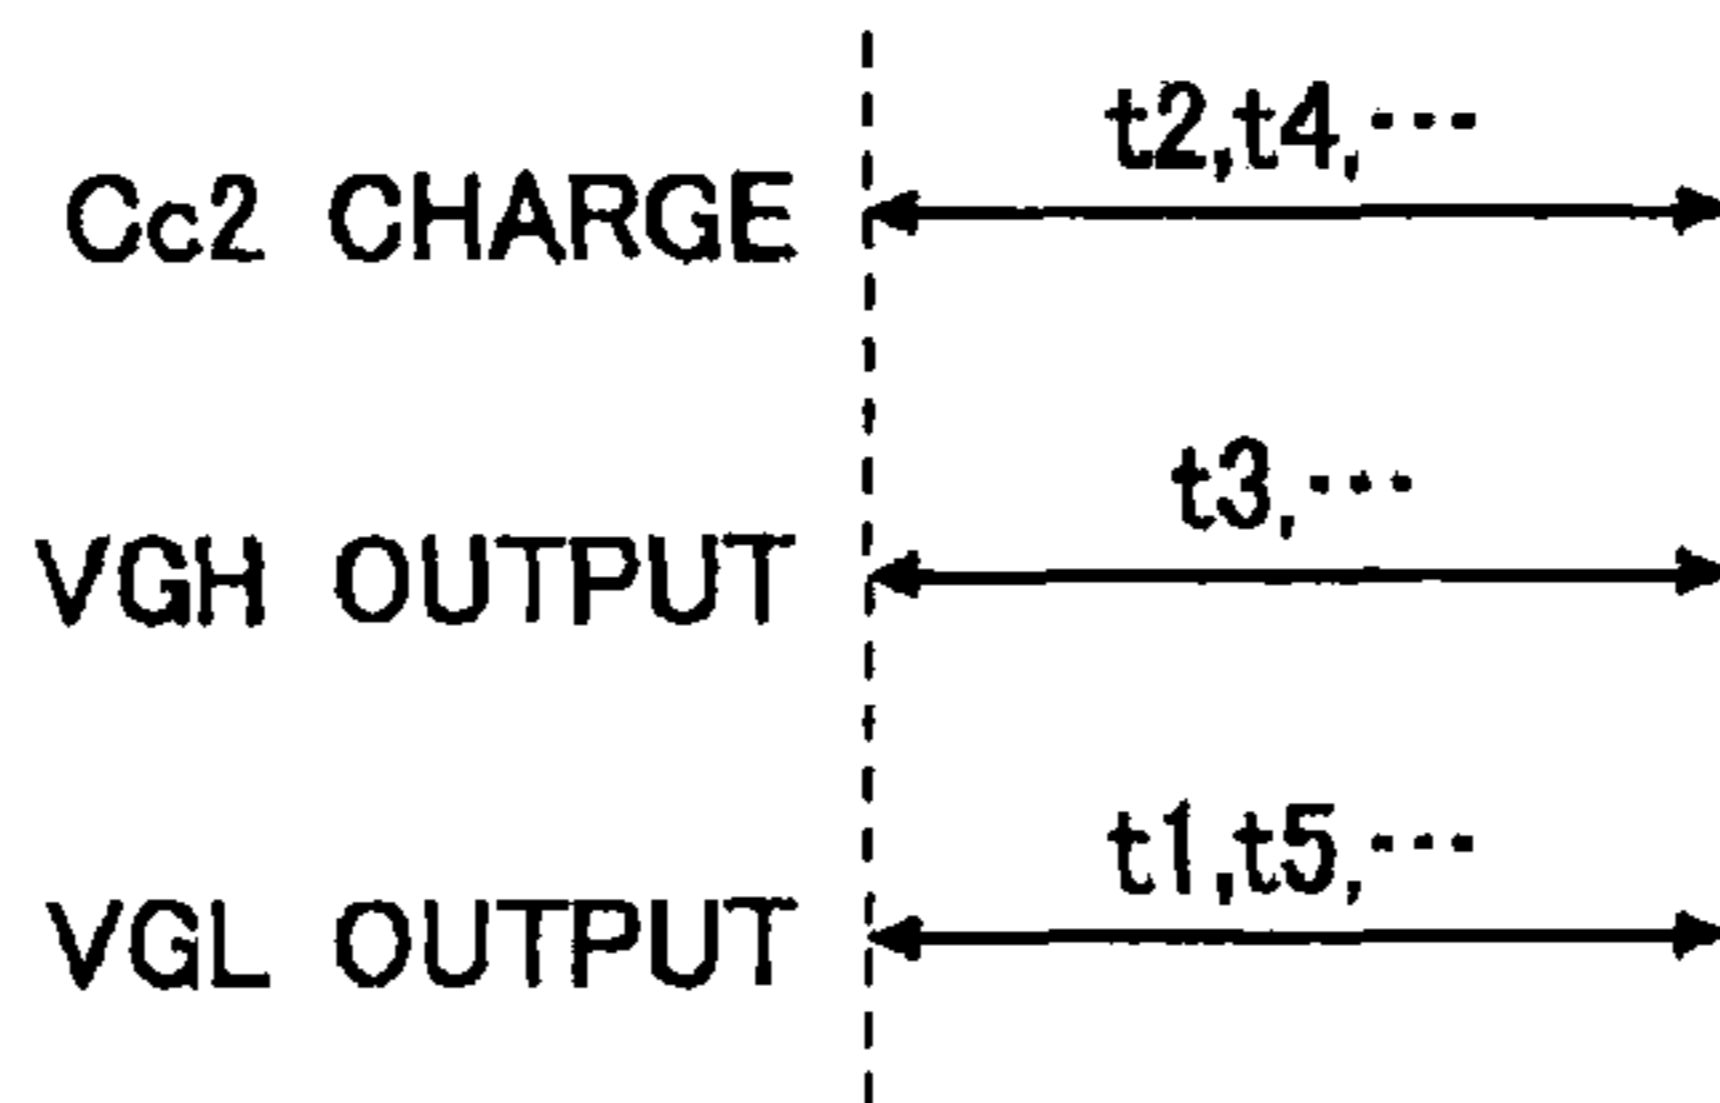 t2,t4,···
Cc2 CHARGE
t3,···
VGH OUTPUT
t1,t5,···
VGL OUTPUT